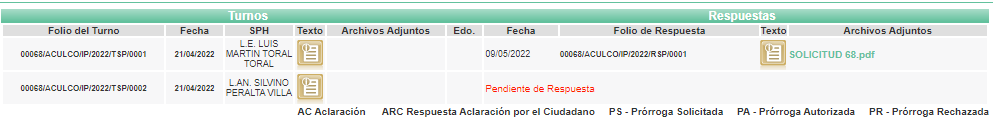 Turnos Respuestas
Folio del Turno Fecha SPH Texto Archivos Adjuntos Edo. Fecha Folio de Respuesta Texto Archivos Adjuntos
00068/ACULCO/IP/2022/TSP/0001 21/04/2022 L.E. LUIS MARTIN TORAL TORAL 09/05/2022 00068/ACULCO/IP/2022/RSP/0001 SOLICITUD 68.pdf
00068/ACULCO/IP/2022/TSP/0002 21/04/2022 L.AN. SILVINO PERALTA VILLA Pendiente de Respuesta
AC Aclaración ARC Respuesta Aclaración por el Ciudadano PS - Prórroga Solicitada PA - Prórroga Autorizada PR - Prórroga Rechazada